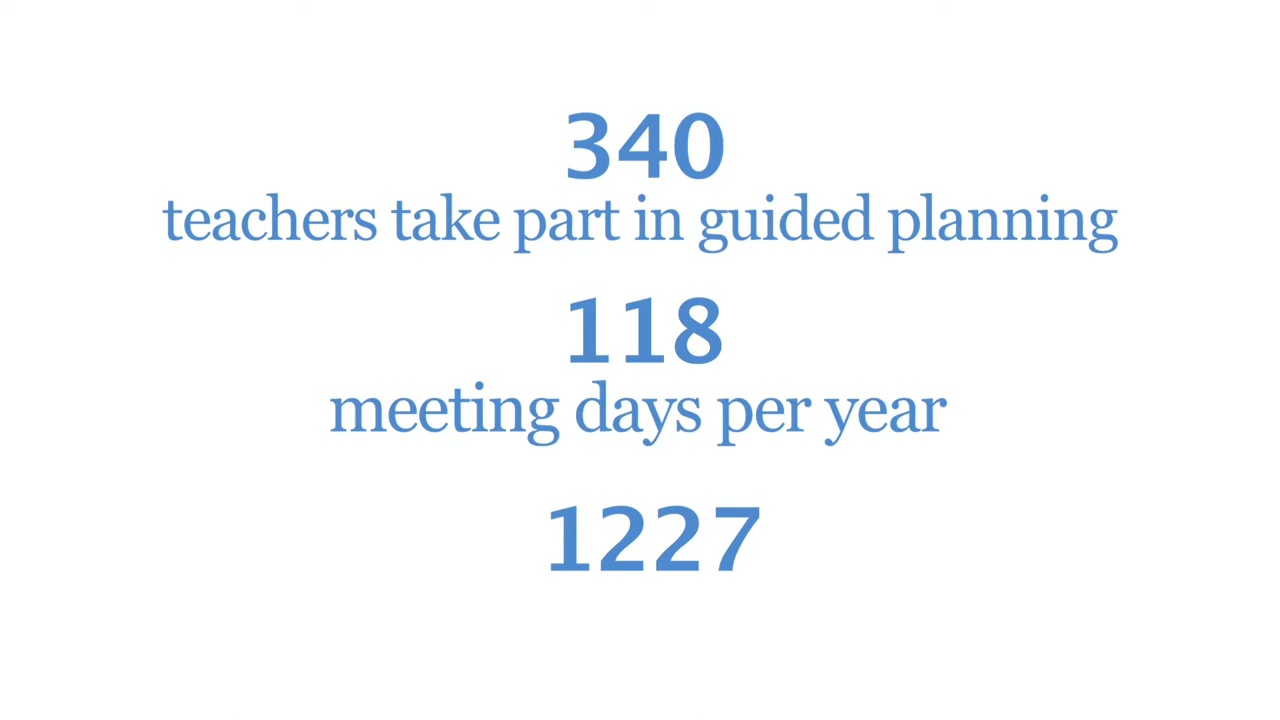 340
teachers take part in guided planning
118
meeting days per year
1227